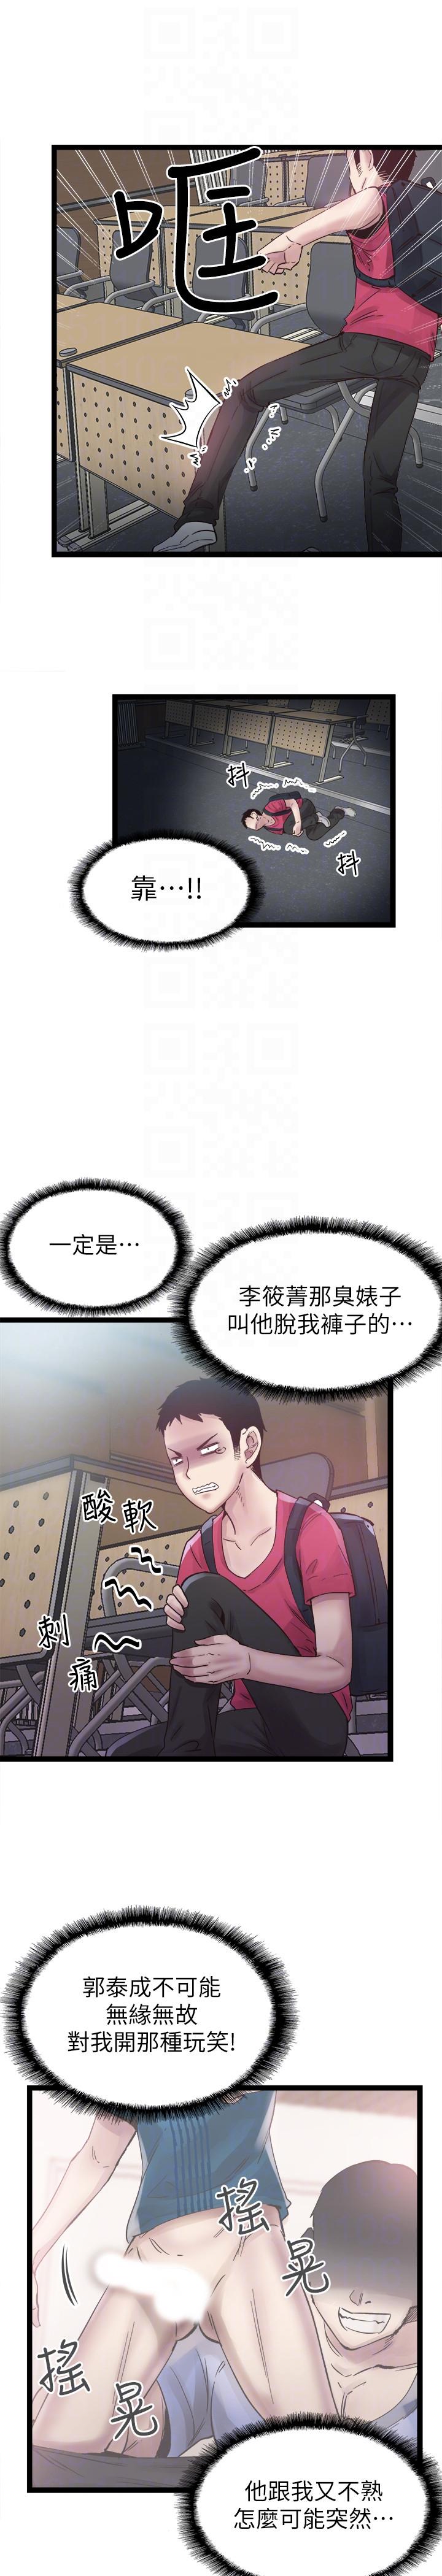 哐
抖
抖
靠…!!
一定是…
李筱菁那臭婊子
叫他脫我褲子的…
酸軟
刺痛
郭泰成不可能
無緣無故
對我開那種玩笑!
搖晃
搖晃
他跟我又不熟
怎麼可能突然…